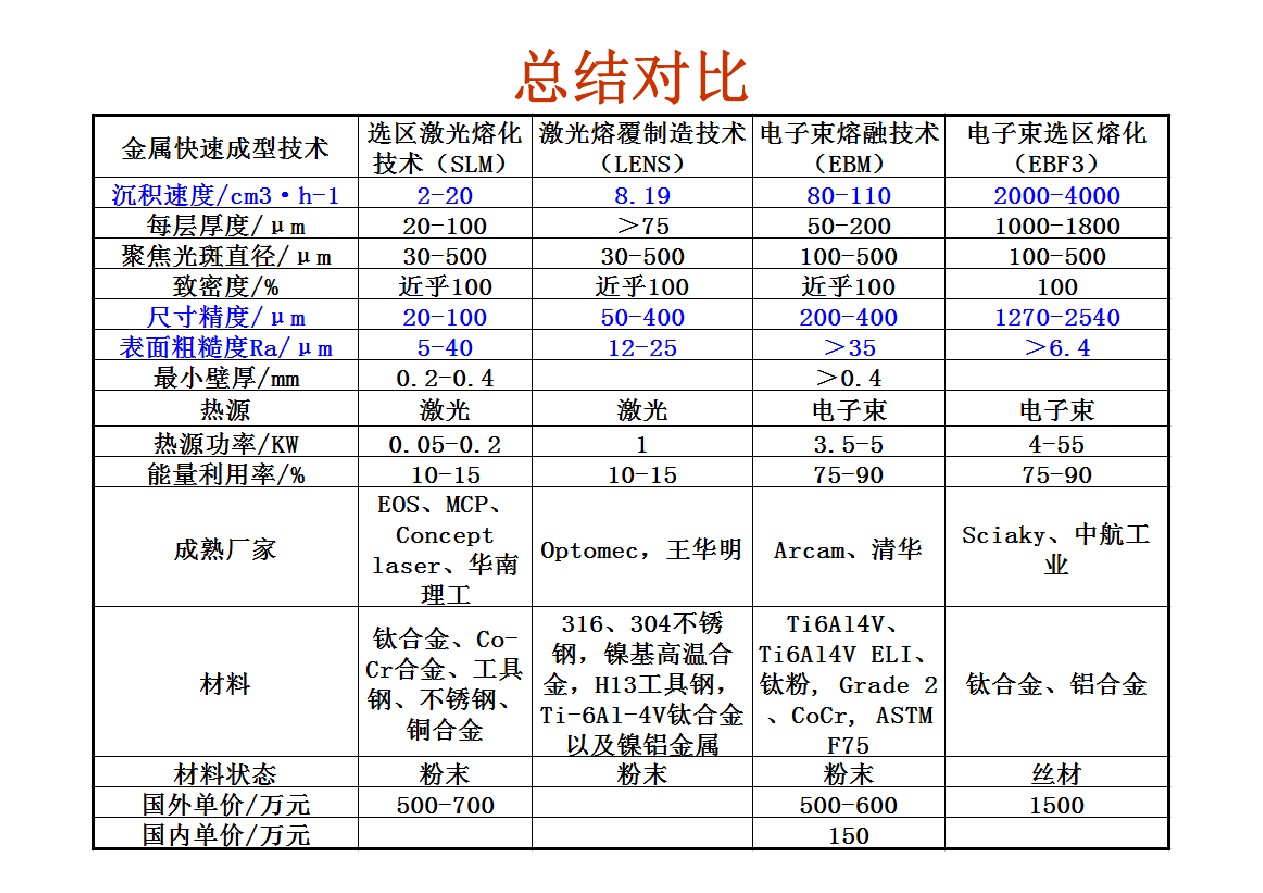 总结对比
金属快速成型技术 选区激光熔化技术（SLM） 激光熔覆制造技术（LENS） 电子束熔融技术（EBM） 电子束选区熔化（EBF3）
沉积速度/cm3·h-1 2-20 8.19 80-110 2000-4000
每层厚度/μm 20-100 ＞75 50-200 1000-1800
聚焦光斑直径/μm 30-500 30-500 100-500 100-500
致密度/% 近乎100 近乎100 近乎100 100
尺寸精度/μm 20-100 50-400 200-400 1270-2540
表面粗糙度Ra/μm 5-40 12-25 ＞35 ＞6.4
最小壁厚/mm 0.2-0.4 ＞0.4
热源 激光 激光 电子束 电子束
热源功率/KW 0.05-0.2 1 3.5-5 4-55
能量利用率/% 10-15 10-15 75-90 75-90
成熟厂家 EOS、MCP、Concept laser、华南理工 Optomec，王华明 Arcam、清华 Sciaky、中航工业
材料 钛合金、Co-Cr合金、工具钢、不锈钢、铜合金 316、304不锈钢，镍基高温合金，H13工具钢，Ti-6Al-4V钛合金以及镍铝金属 Ti6Al4V、Ti6Al4V ELI、钛粉, Grade 2、CoCr, ASTM F75 钛合金、铝合金
材料状态 粉末 粉末 粉末 丝材
国外单价/万元 500-700 500-600 1500
国内单价/万元 150